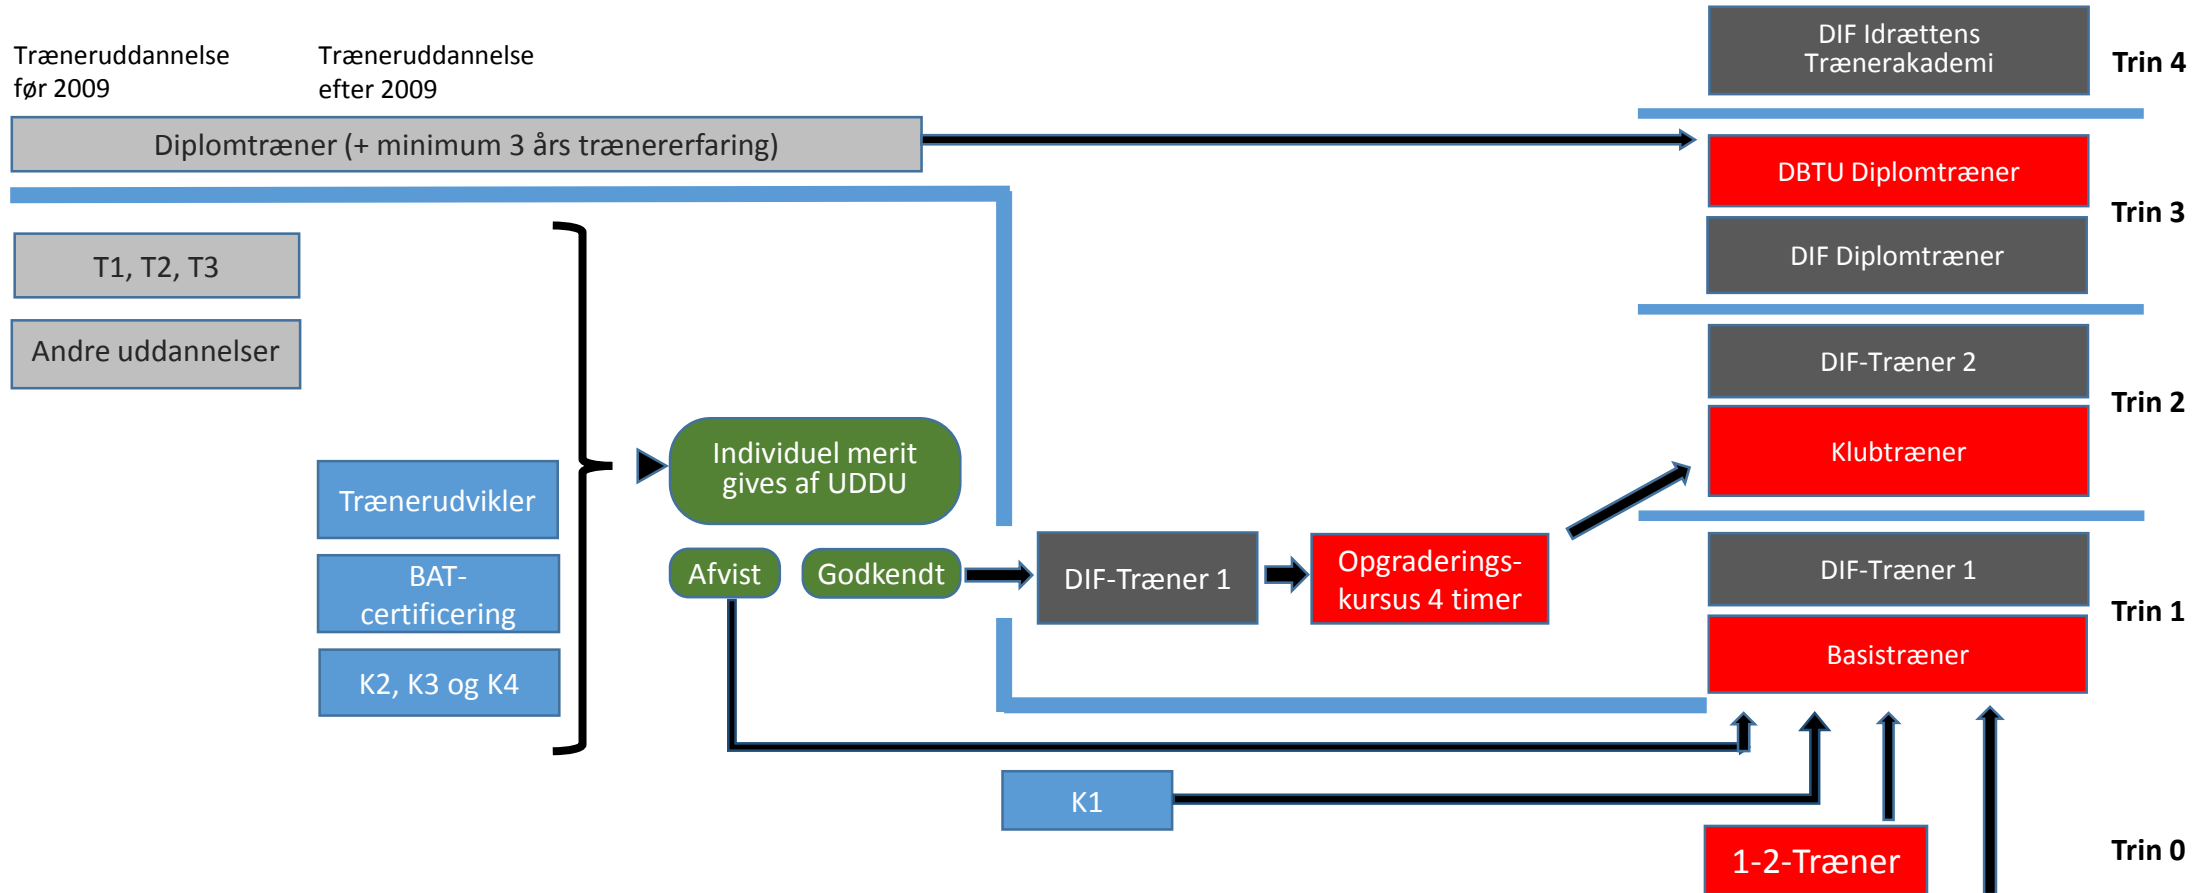 Træneruddannelse
før 2009
Træneruddannelse
efter 2009
DIF Idrættens
Trænerakademi
Trin 4
Diplomtræner (+ minimum 3 års trænererfaring)
DBTU Diplomtræner
Trin 3
DIF Diplomtræner
T1, T2, T3
Andre uddannelser
DIF-Træner 2
Trin 2
Klubtræner
Individuel merit
gives af UDDU
Trænerudvikler
BAT-
certificering
K2, K3 og K4
Afvist
Godkendt
DIF-Træner 1
Opgraderings-
kursus 4 timer
DIF-Træner 1
Trin 1
Basistræner
K1
1-2-Træner
Trin 0